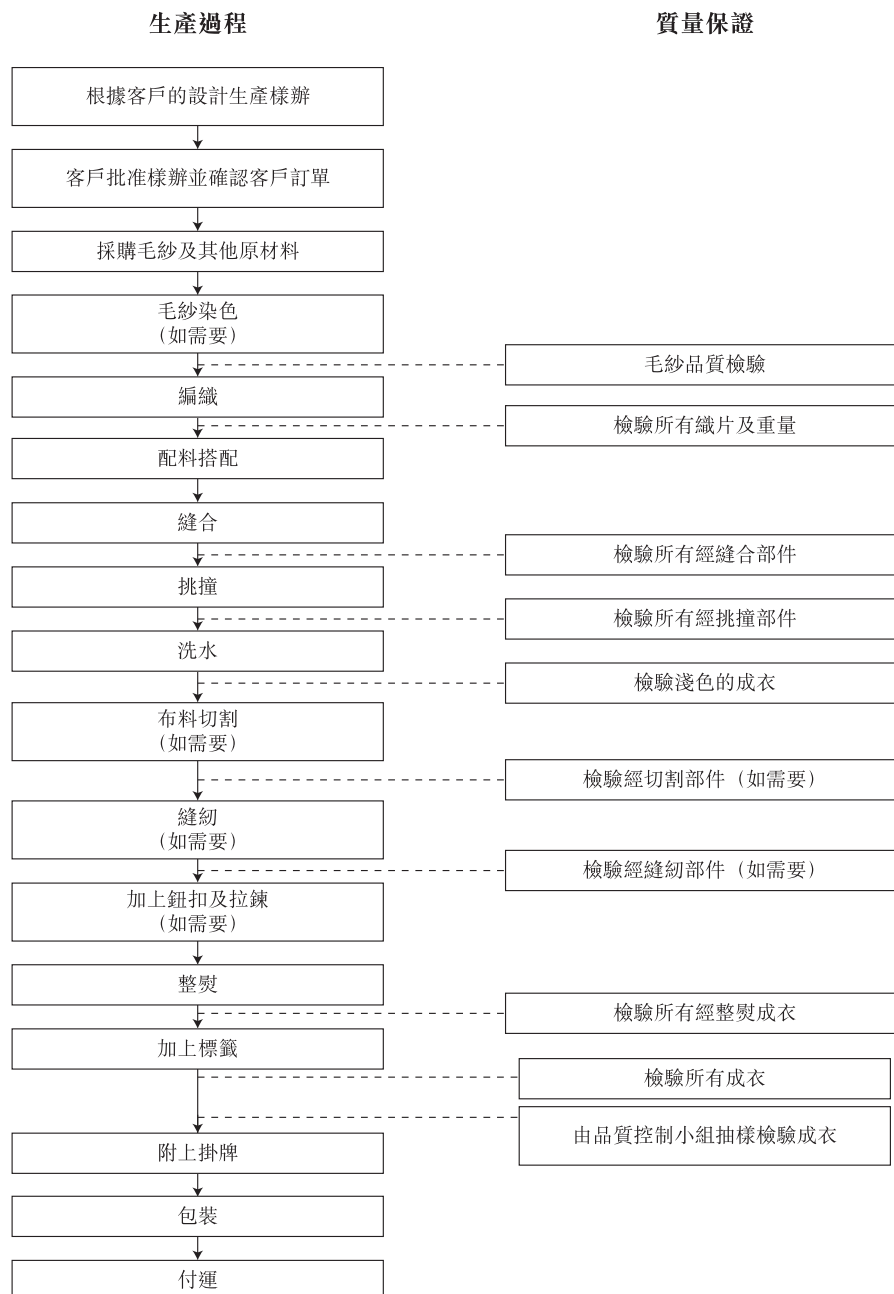 生產過程
質量保證
根據客戶的設計生產樣辦
客戶批准樣辦並確認客戶訂單
採購毛紗及其他原材料
毛紗染色
（如需要）
毛紗品質檢驗
編織
檢驗所有織片及重量
配料搭配
縫合
檢驗所有經縫合部件
挑撞
檢驗所有經挑撞部件
洗水
檢驗淺色的成衣
布料切割
（如需要）
檢驗經切割部件（如需要）
縫紉
（如需要）
檢驗經縫紉部件（如需要）
加上鈕扣及拉鍊
（如需要）
整熨
檢驗所有經整熨成衣
加上標籤
檢驗所有成衣
由品質控制小組抽樣檢驗成衣
附上掛牌
包裝
付運